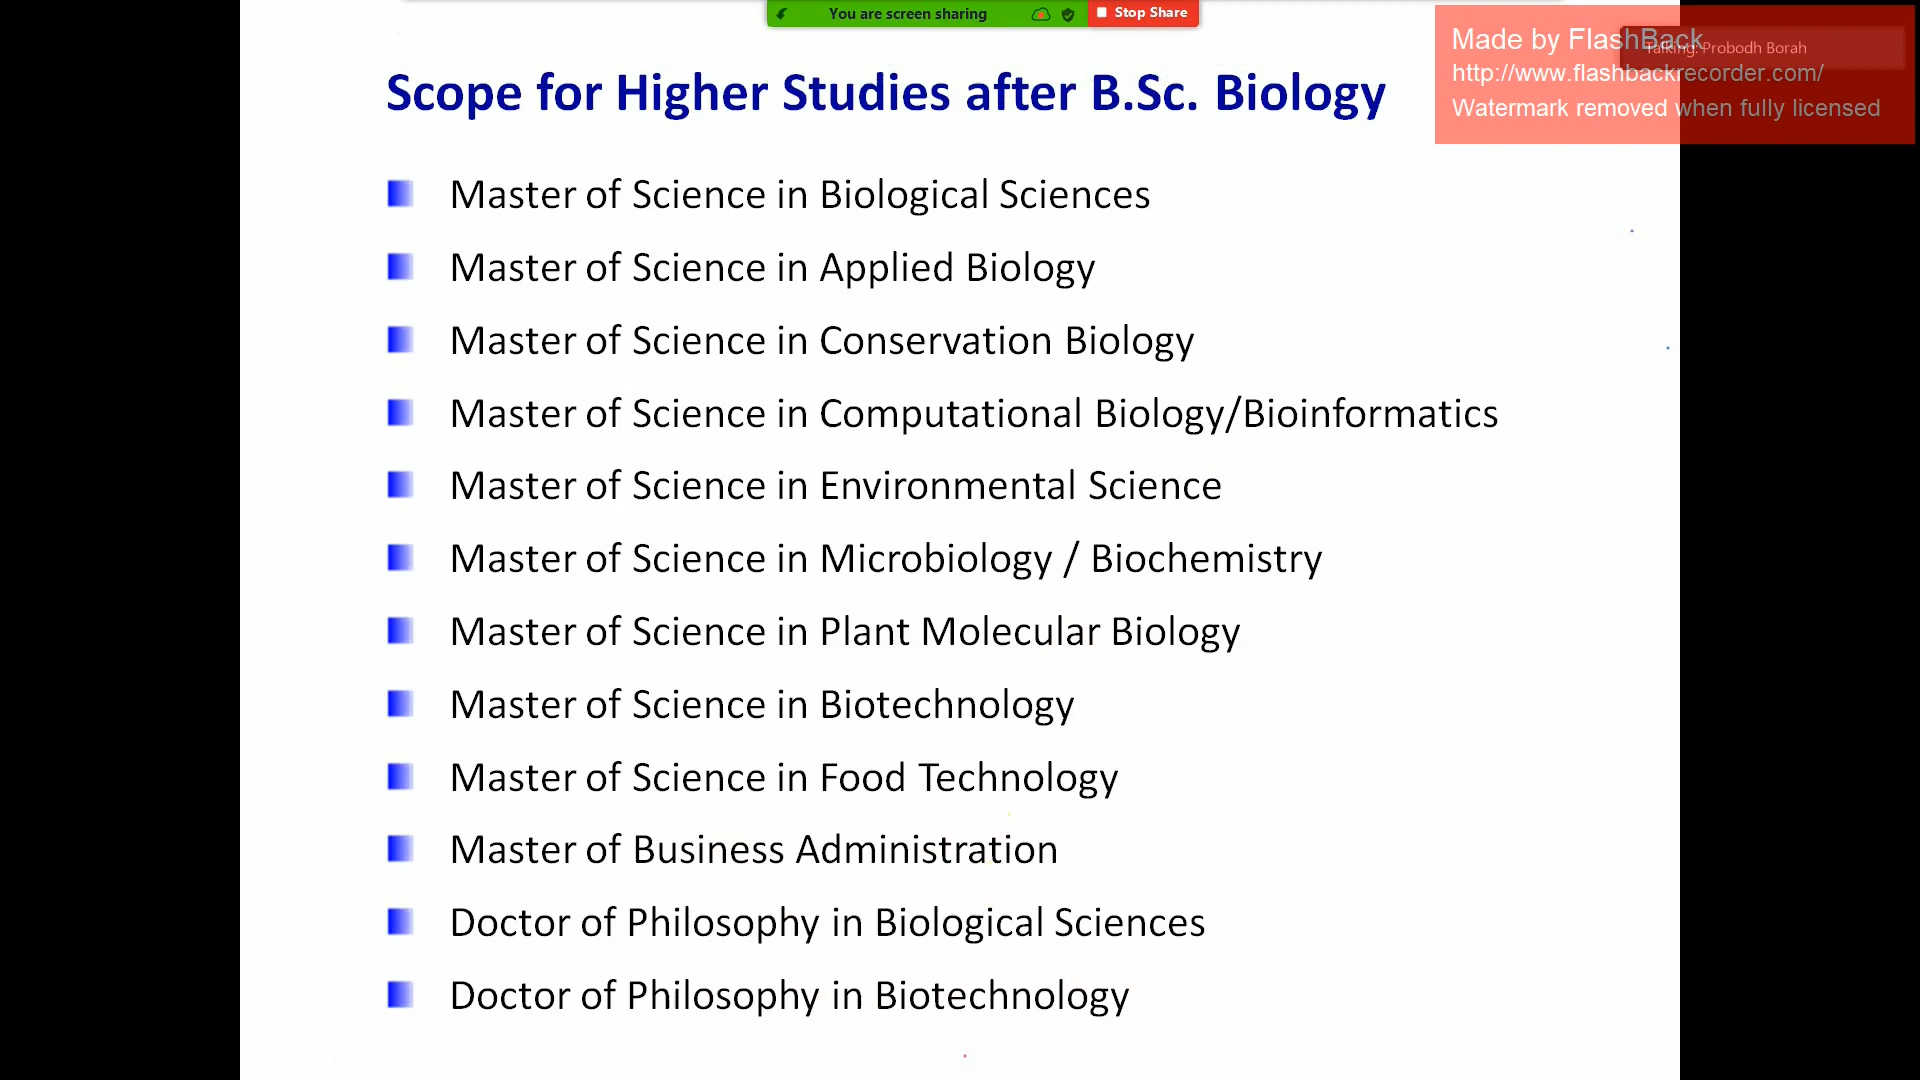 You are screen sharing
Stop Share
Made by FlashBack
Talking: Probodh Borah
http://www.flashbackrecorder.com/
Watermark removed when fully licensed
Scope for Higher Studies after B.Sc. Biology
Master of Science in Biological Sciences
Master of Science in Applied Biology
Master of Science in Conservation Biology
Master of Science in Computational Biology/Bioinformatics
Master of Science in Environmental Science
Master of Science in Microbiology / Biochemistry
Master of Science in Plant Molecular Biology
Master of Science in Biotechnology
Master of Science in Food Technology
Master of Business Administration
Doctor of Philosophy in Biological Sciences
Doctor of Philosophy in Biotechnology